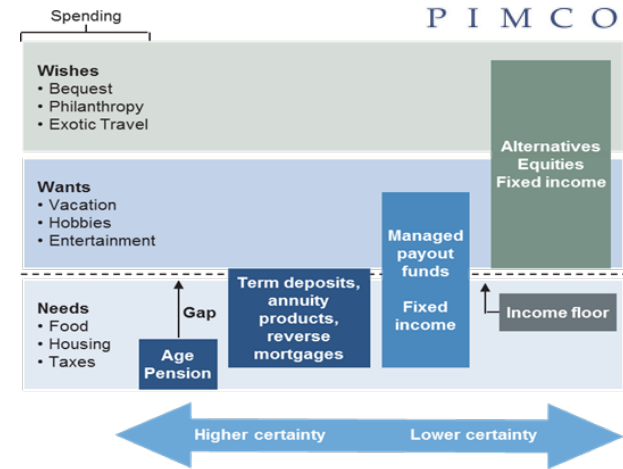 Spending
P I M C O
Wishes
• Bequest
• Philanthropy
• Exotic Travel
Alternatives
Equities
Fixed income
Wants
• Vacation
• Hobbies
• Entertainment
Managed
payout
funds
Fixed
income
Needs
• Food
• Housing
• Taxes
Gap
Age
Pension
Term deposits,
annuity
products,
reverse
mortgages
Income floor
Higher certainty
Lower certainty